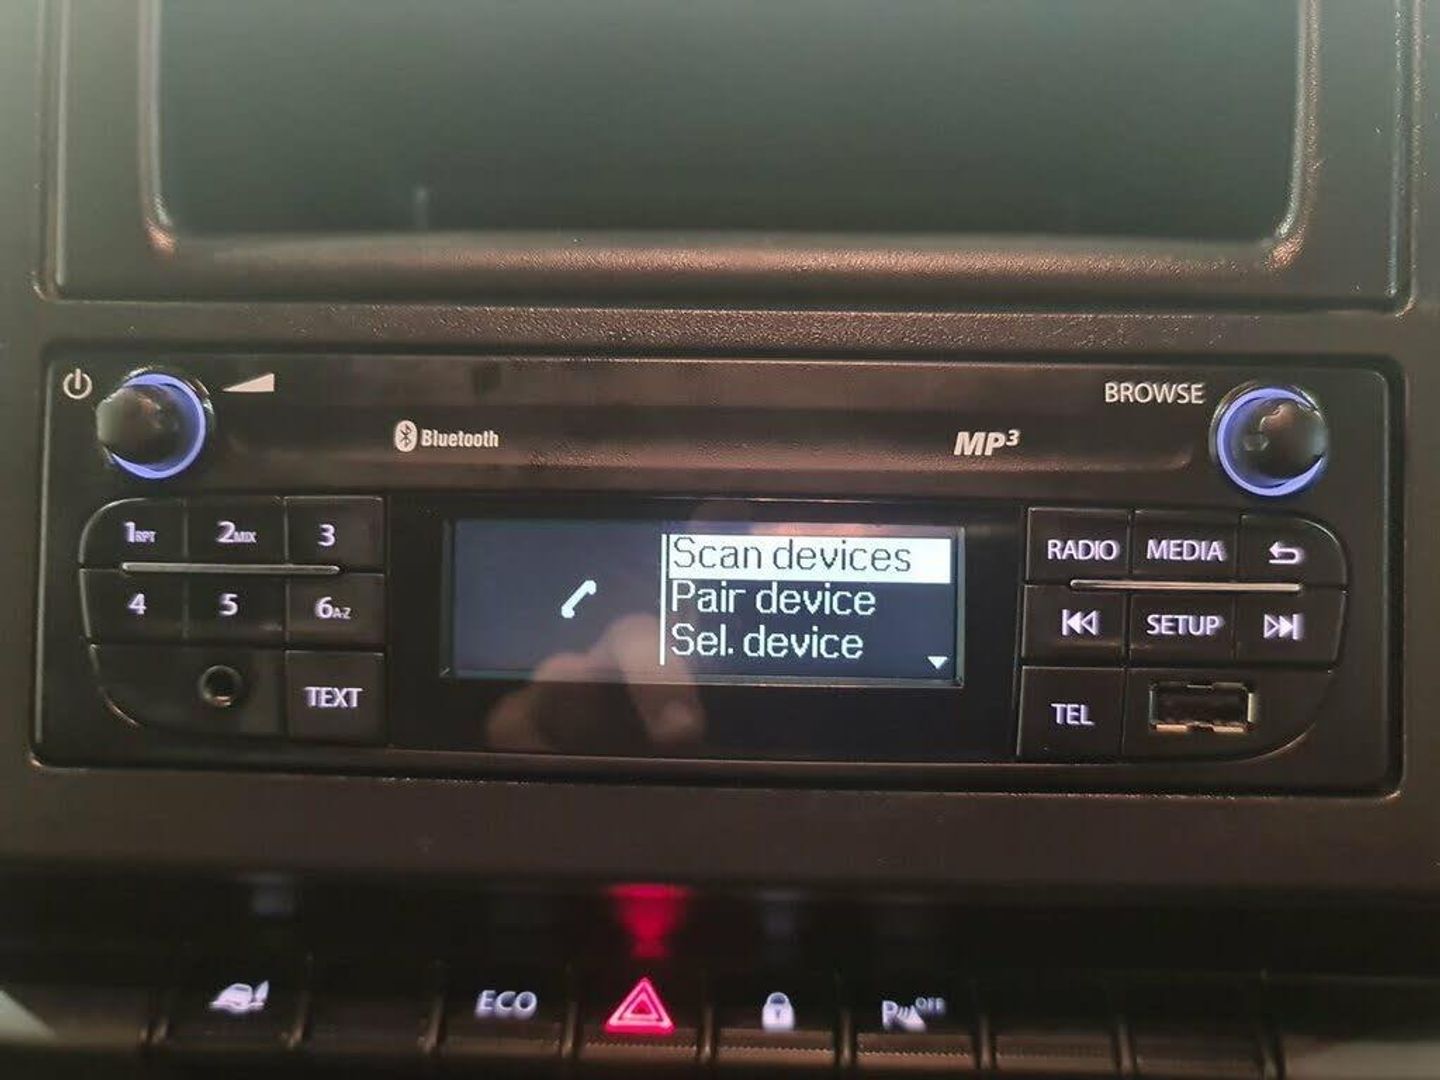 BROWSE
Bluetooth
MP3
1RPT 2MIX 3
4 5 6A-Z
TEXT
Scan devices
Pair device
Sel. device
RADIO MEDIA
SETUP
TEL
ECO
P OFF